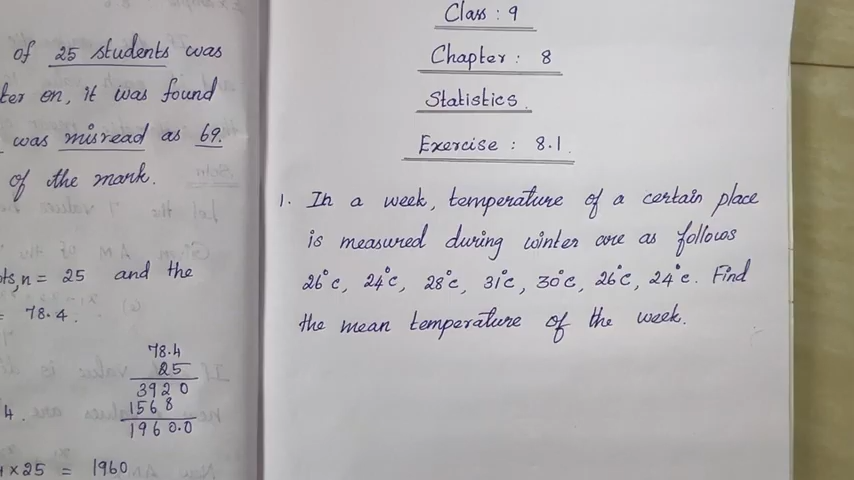 of 25 students was
ter on, it was found
was misread as 69.
of the mark.
ts, n = 25 and the
= 78.4
78.4
25
3920
1568
1960.0
4.
x 25 = 1960
Class : 9
Chapter : 8
Statistics
Exercise : 8.1
1. In a week, temperature of a certain place
is measured during winter are as follows
26°c, 24°c, 28°c, 31°c, 30°c, 26°c, 24°c. Find
the mean temperature of the week.